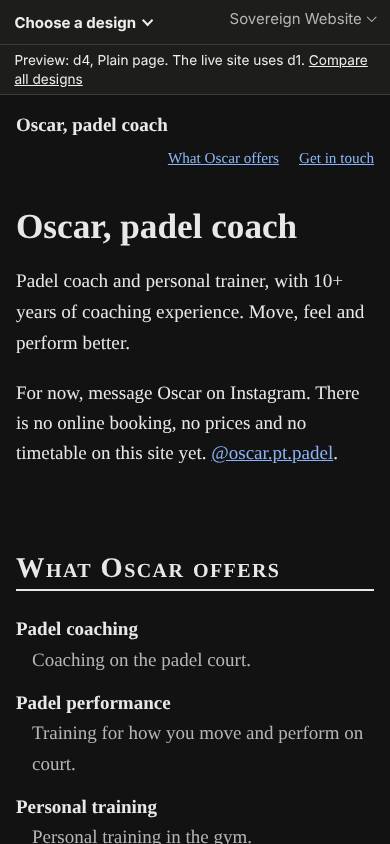 Choose a design
Sovereign Website
Preview: d4, Plain page. The live site uses d1. Compare
all designs
Oscar, padel coach
What Oscar offers
Get in touch
Oscar, padel coach
Padel coach and personal trainer, with 10+
years of coaching experience. Move, feel and
perform better.
For now, message Oscar on Instagram. There
is no online booking, no prices and no
timetable on this site yet. @oscar.pt.padel.
What Oscar offers
Padel coaching
Coaching on the padel court.
Padel performance
Training for how you move and perform on
court.
Personal training
Personal training in the gym.